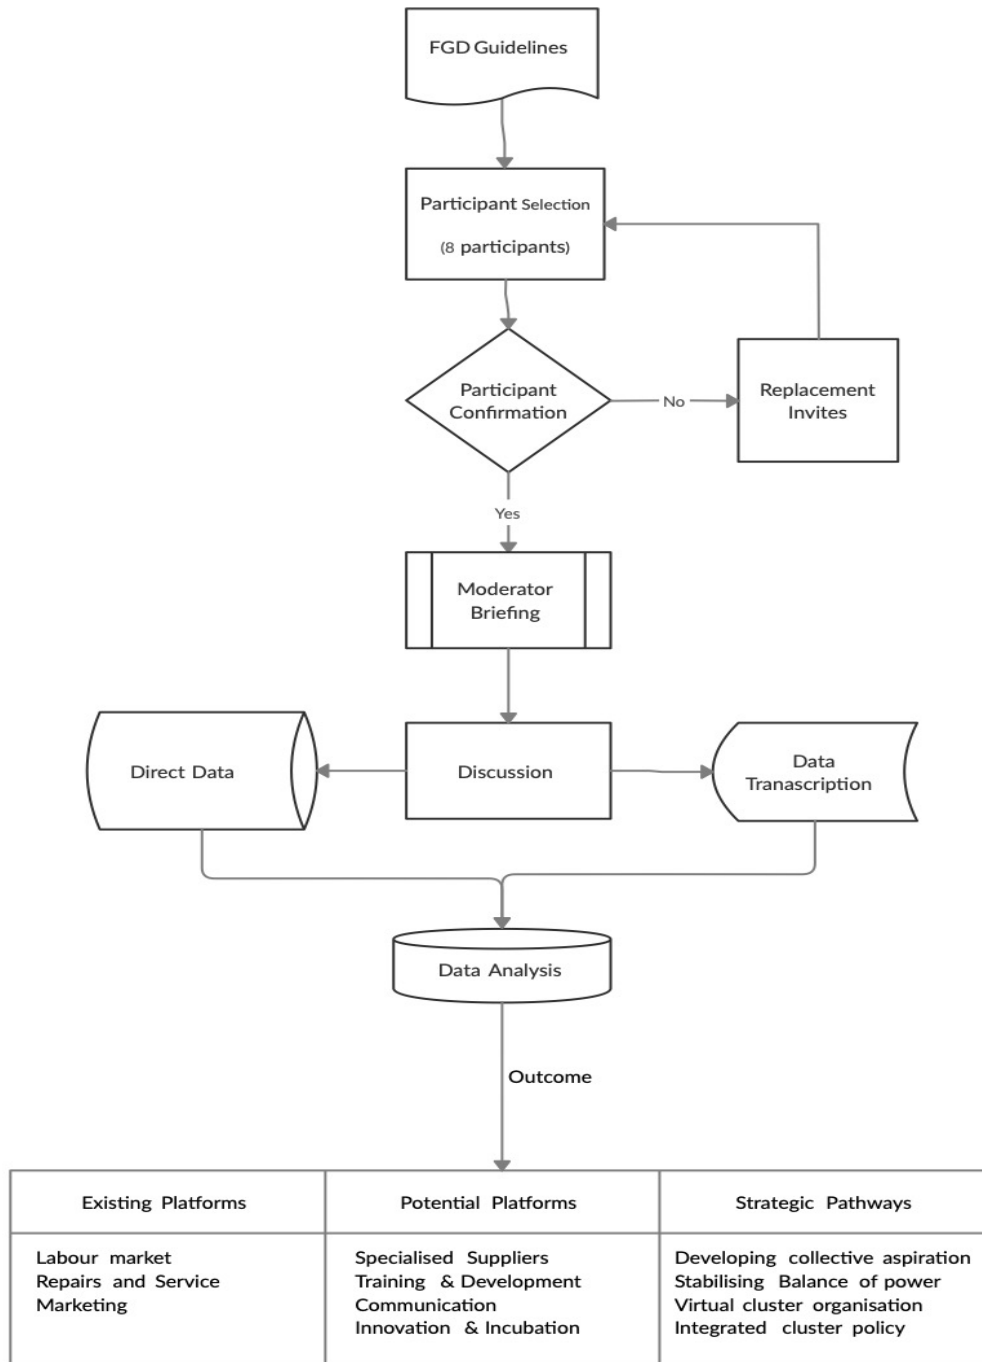 FGD Guidelines
Participant Selection
(8 participants)
Participant
Confirmation
No
Replacement
Invites
Yes
Moderator
Briefing
Direct Data
Discussion
Data
Tranascription
Data Analysis
Outcome
Existing Platforms
Potential Platforms
Strategic Pathways
Labour market
Repairs and Service
Marketing
Specialised Suppliers
Training & Development
Communication
Innovation & Incubation
Developing collective aspiration
Stabilising Balance of power
Virtual cluster organisation
Integrated cluster policy